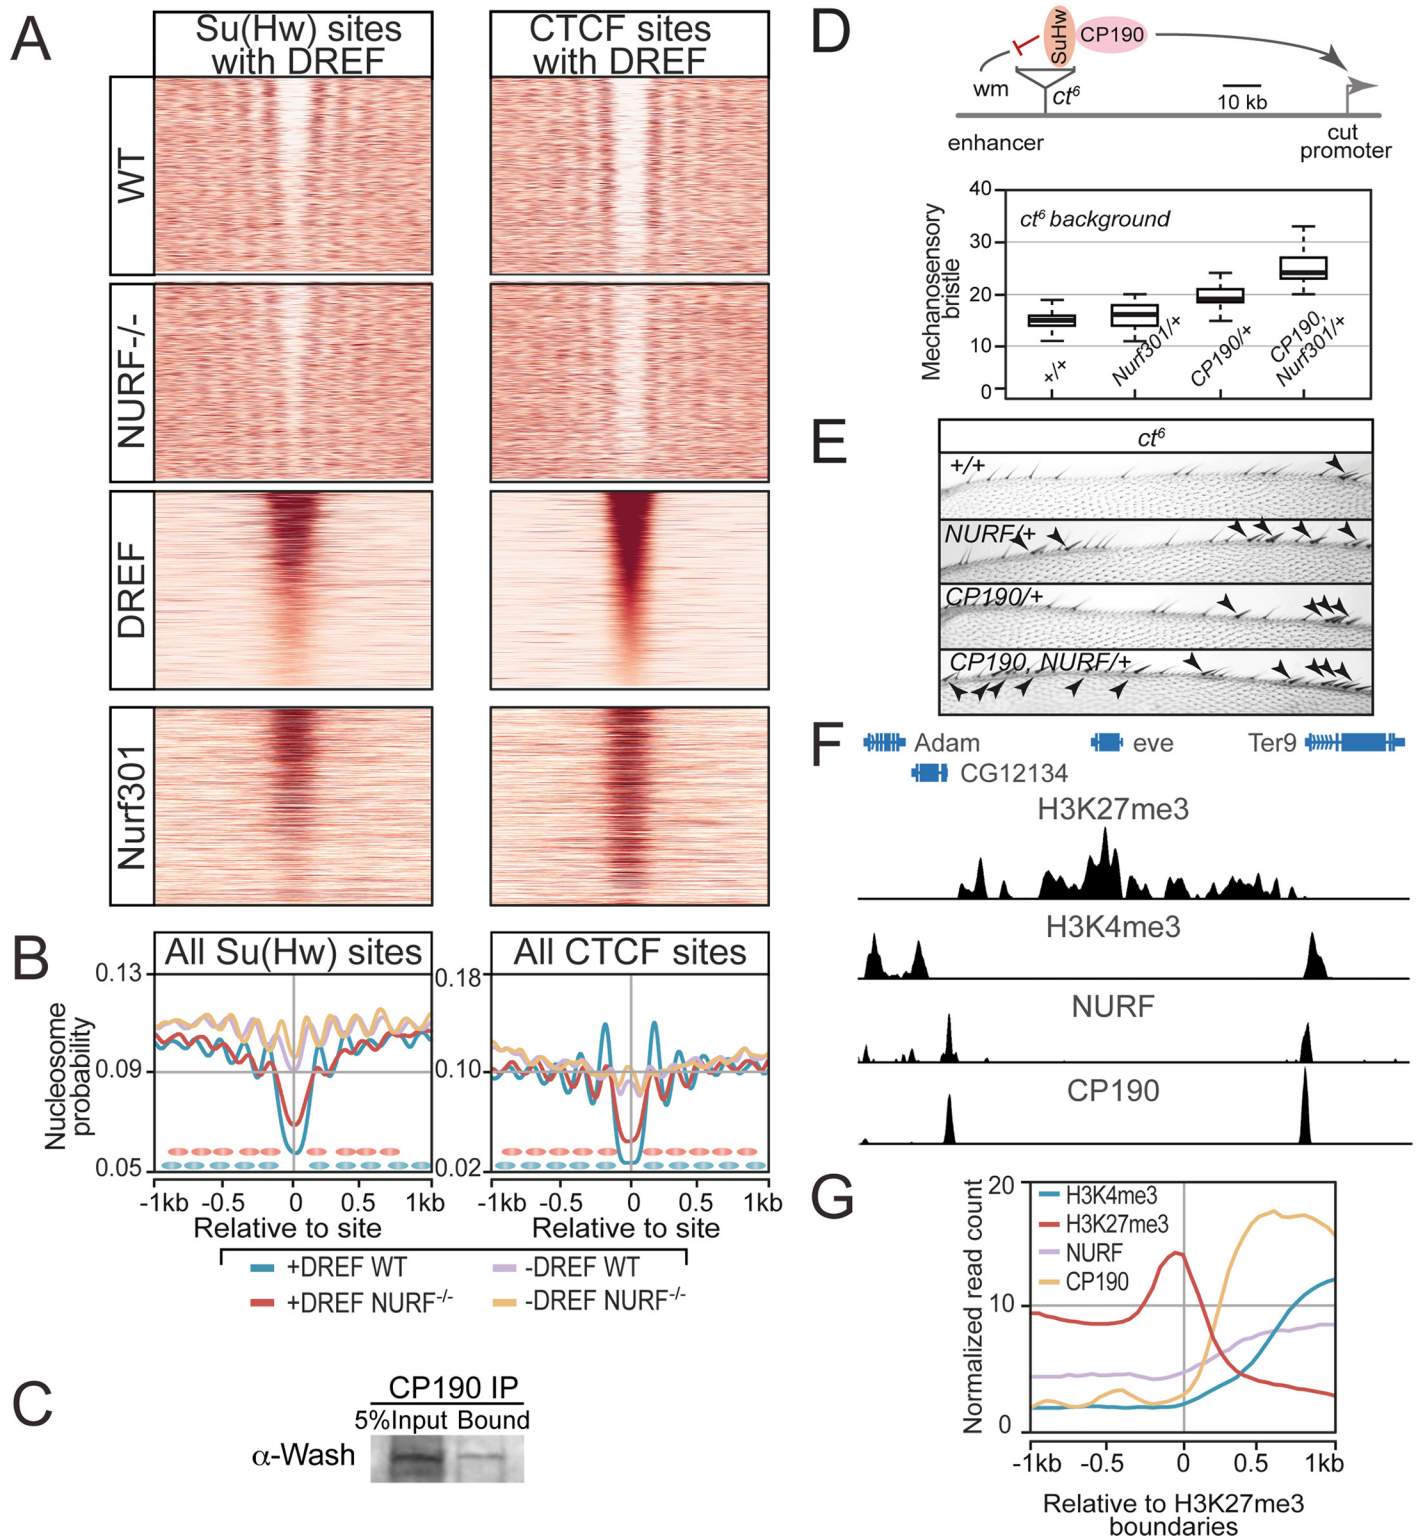 A
Su(Hw) sites
with DREF
CTCF sites
with DREF
WT
NURF-/-
DREF
Nurf301
B
All Su(Hw) sites
All CTCF sites
Nucleosome
probability
0.13
0.09
0.05
0.18
0.10
0.02
-1kb -0.5 0 0.5 1kb
-1kb -0.5 0 0.5 1kb
Relative to site
Relative to site
+DREF WT
-DREF WT
+DREF NURF-/-
-DREF NURF-/-
C
CP190 IP
5%Input Bound
α-Wash
D
SuHw
CP190
wm
ct6
10 kb
enhancer
cut
promoter
Mechanosensory
bristle
40
30
20
10
0
ct6 background
+/+
Nurf301/+
CP190/+
CP190,
Nurf301/+
E
ct6
+/+
NURF/+
CP190/+
CP190, NURF/+
F
Adam
eve
Ter9
CG12134
H3K27me3
H3K4me3
NURF
CP190
G
Normalized read count
20
10
0
H3K4me3
H3K27me3
NURF
CP190
-1kb -0.5 0 0.5 1kb
Relative to H3K27me3
boundaries